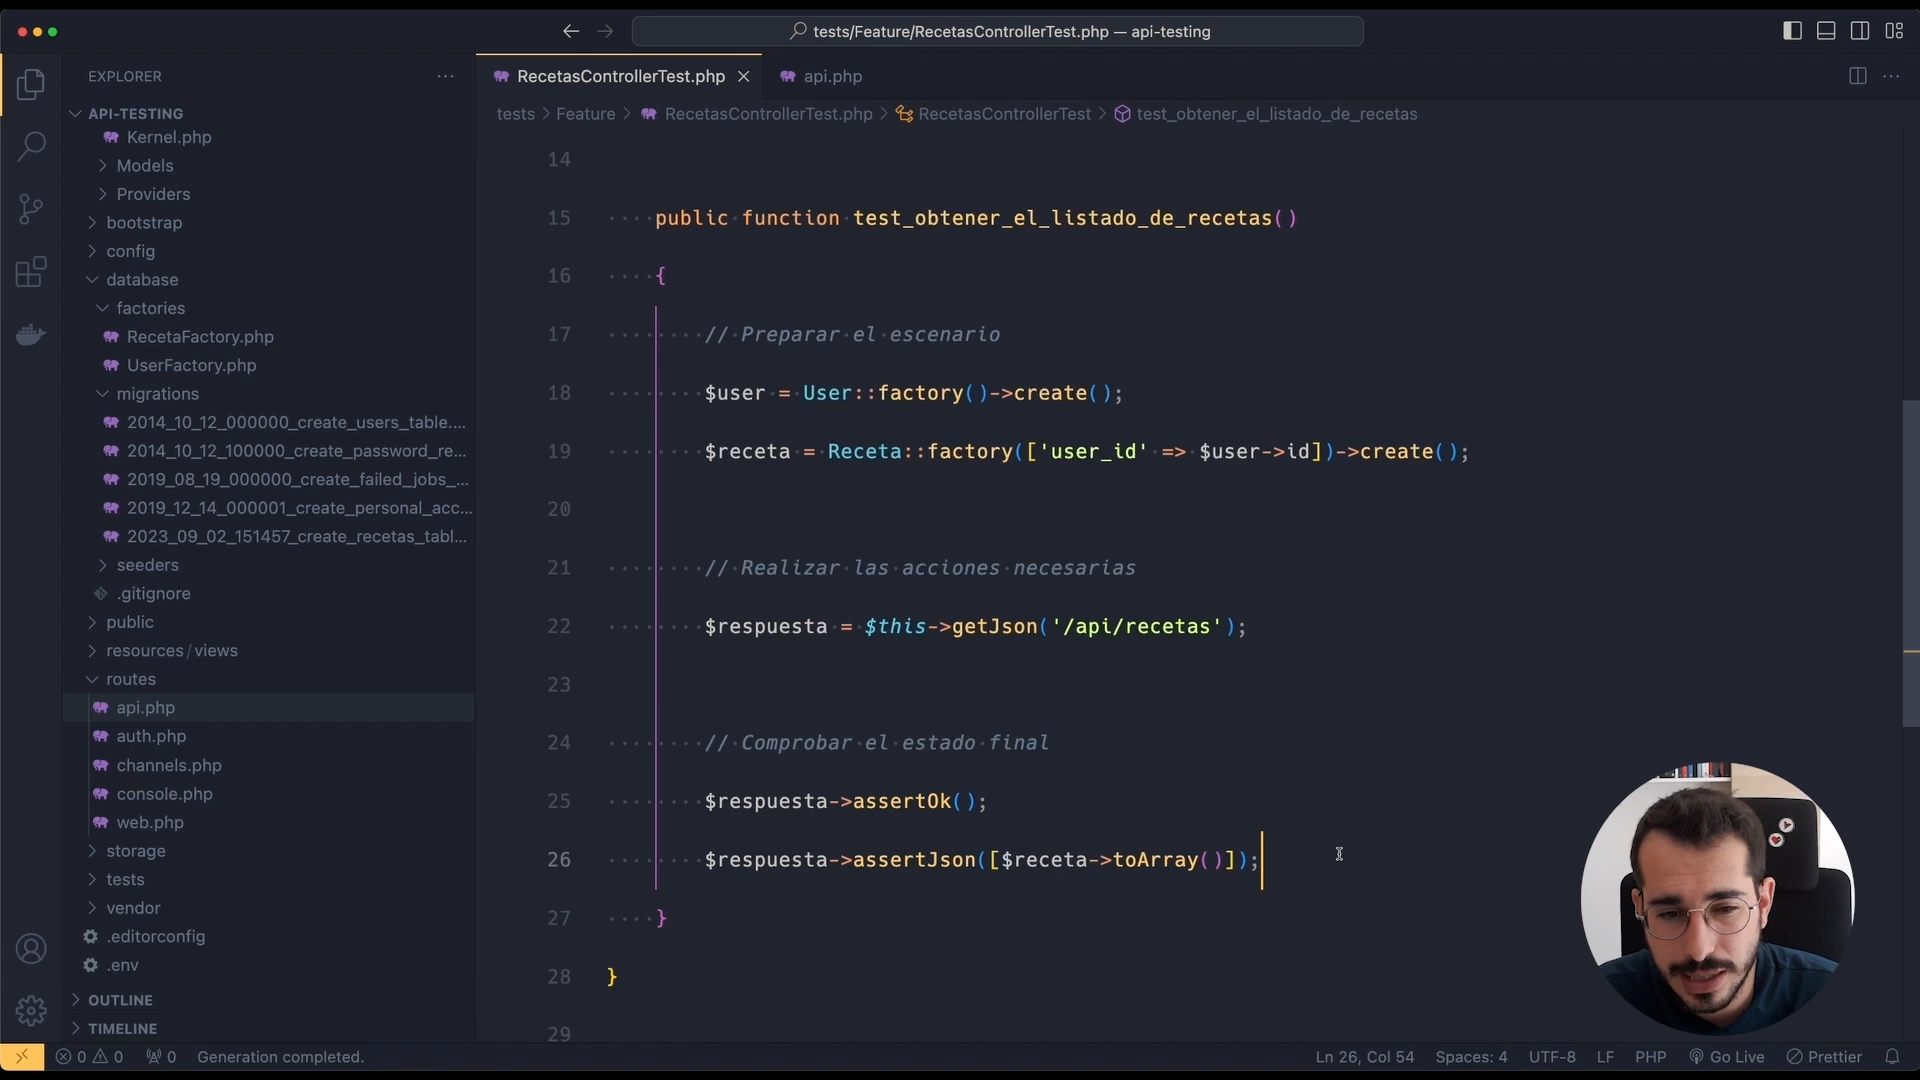 tests/Feature/RecetasControllerTest.php — api-testing
EXPLORER
API-TESTING
Kernel.php
Models
Providers
bootstrap
config
database
factories
RecetaFactory.php
UserFactory.php
migrations
2014_10_12_000000_create_users_table....
2014_10_12_100000_create_password_re...
2019_08_19_000000_create_failed_jobs_...
2019_12_14_000001_create_personal_acc...
2023_09_02_151457_create_recetas_tabl...
seeders
.gitignore
public
resources/views
routes
api.php
auth.php
channels.php
console.php
web.php
storage
tests
vendor
.editorconfig
.env
OUTLINE
TIMELINE
RecetasControllerTest.php
api.php
tests > Feature > RecetasControllerTest.php > RecetasControllerTest > test_obtener_el_listado_de_recetas
14
15 public function test_obtener_el_listado_de_recetas()
16 {
17 // Preparar el escenario
18 $user = User::factory()->create();
19 $receta = Receta::factory(['user_id' => $user->id])->create();
20
21 // Realizar las acciones necesarias
22 $respuesta = $this->getJson('/api/recetas');
23
24 // Comprobar el estado final
25 $respuesta->assertOk();
26 $respuesta->assertJson([$receta->toArray()]);
27 }
28 }
29
0 0 0 Generation completed.
Ln 26, Col 54 Spaces: 4 UTF-8 LF PHP Go Live Prettier